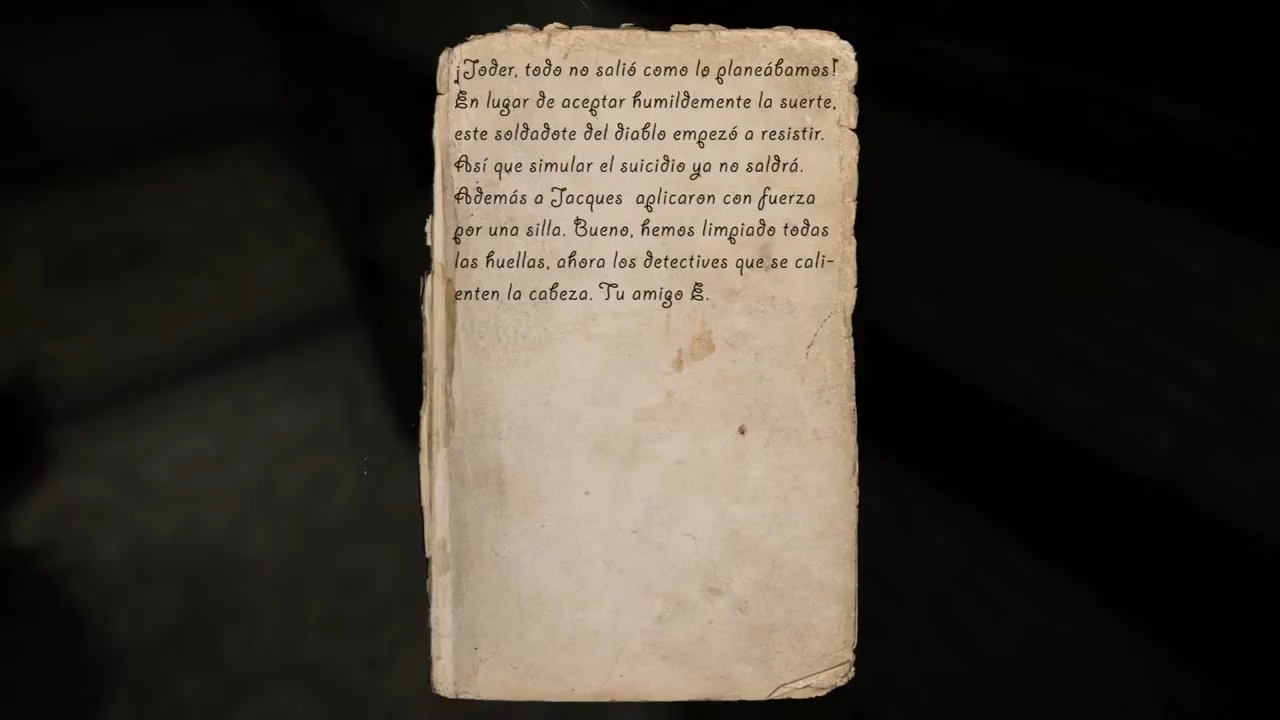 ¡Joder, todo no salió como lo planeábamos!
En lugar de aceptar humildemente la suerte,
este soldadote del diablo empezó a resistir.
Así que simular el suicidio ya no saldrá.
Además a Jacques aplicaron con fuerza
por una silla. Bueno, hemos limpiado todas
las huellas, ahora los detectives que se cali-
enten la cabeza. Tu amigo E.